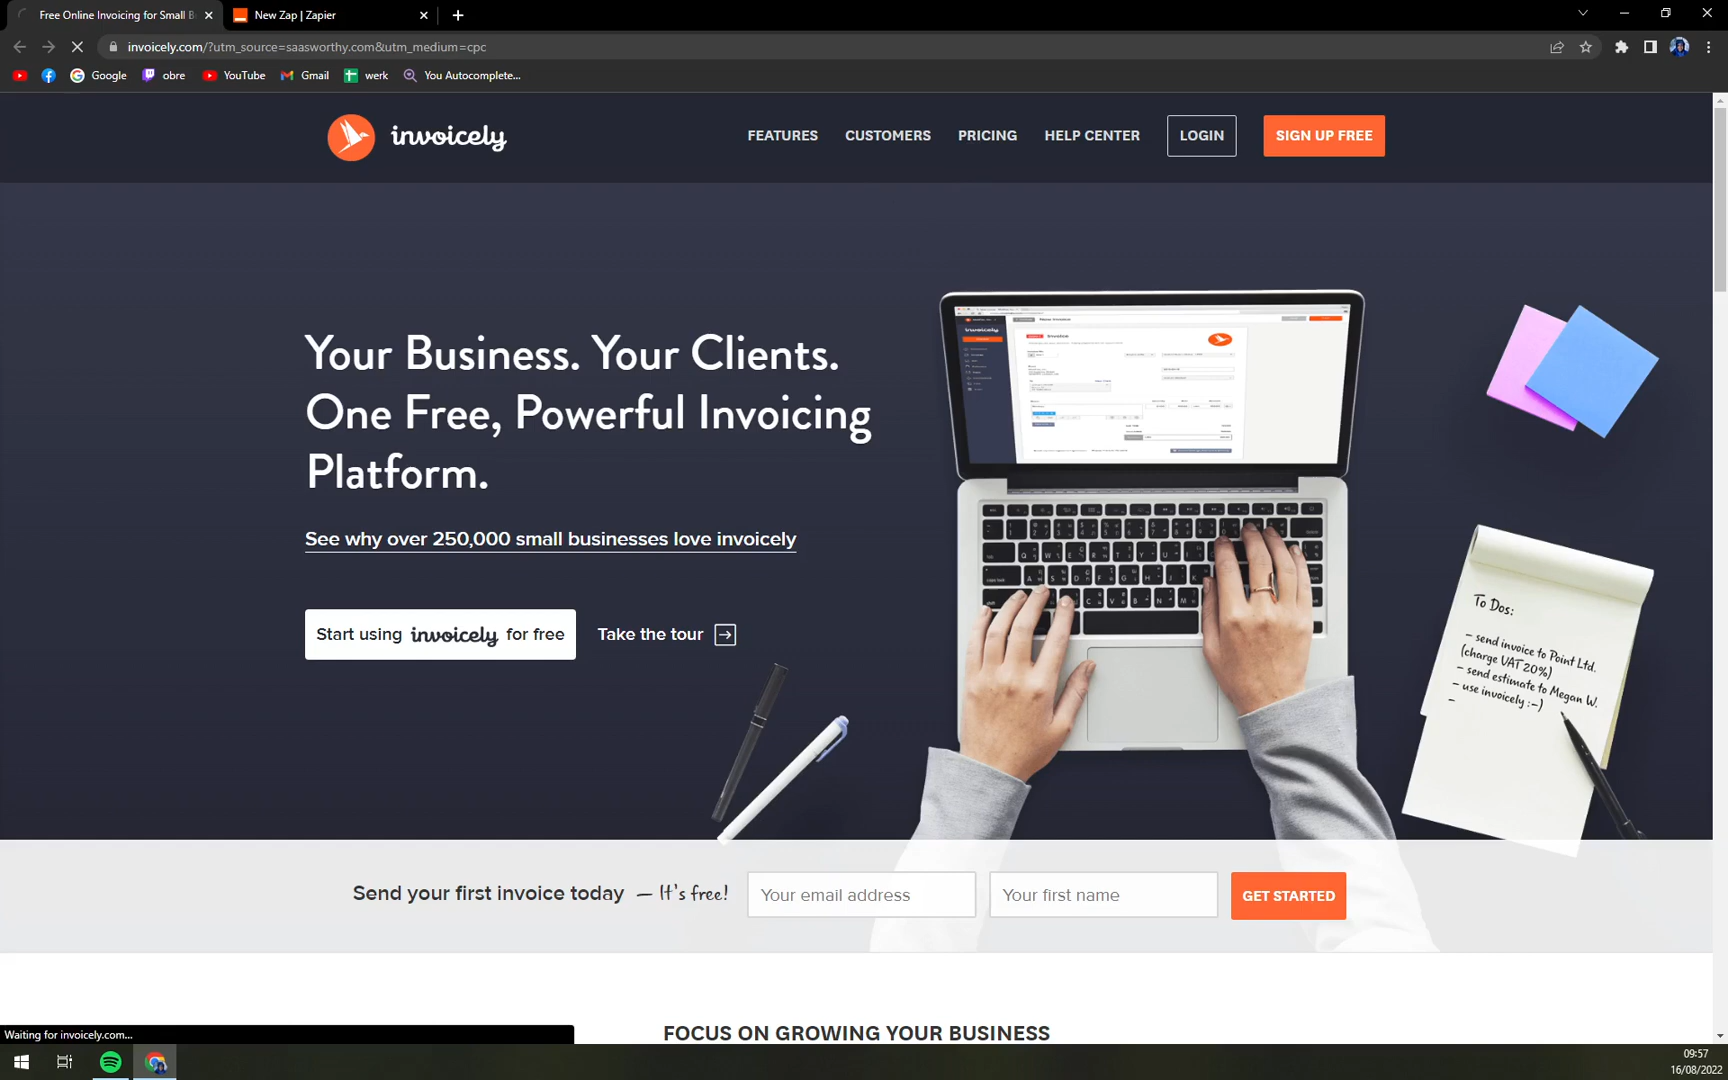 Free Online Invoicing for Small B
New Zap | Zapier
invoicely.com/?utm_source=saasworthy.com&utm_medium=cpc
Google
obre
YouTube
Gmail
werk
You Autocomplete...
invoicely
FEATURES
CUSTOMERS
PRICING
HELP CENTER
LOGIN
SIGN UP FREE
Your Business. Your Clients.
One Free, Powerful Invoicing
Platform.
See why over 250,000 small businesses love invoicely
Start using invoicely for free
Take the tour
To Dos:
- send invoice to Point Ltd.
(charge VAT 20%)
- send estimate to Megan W.
- use invoicely :-)
-
Send your first invoice today — It's free!
Your email address
Your first name
GET STARTED
FOCUS ON GROWING YOUR BUSINESS
Waiting for invoicely.com...
09:57
16/08/2022